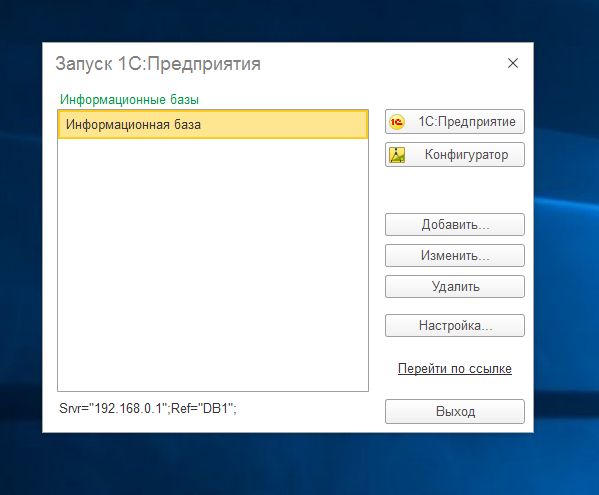 Запуск 1С:Предприятия
Информационные базы
Информационная база
1С:Предприятие
Конфигуратор
Добавить...
Изменить...
Удалить
Настройка...
Перейти по ссылке
Srvr="192.168.0.1";Ref="DB1";
Выход